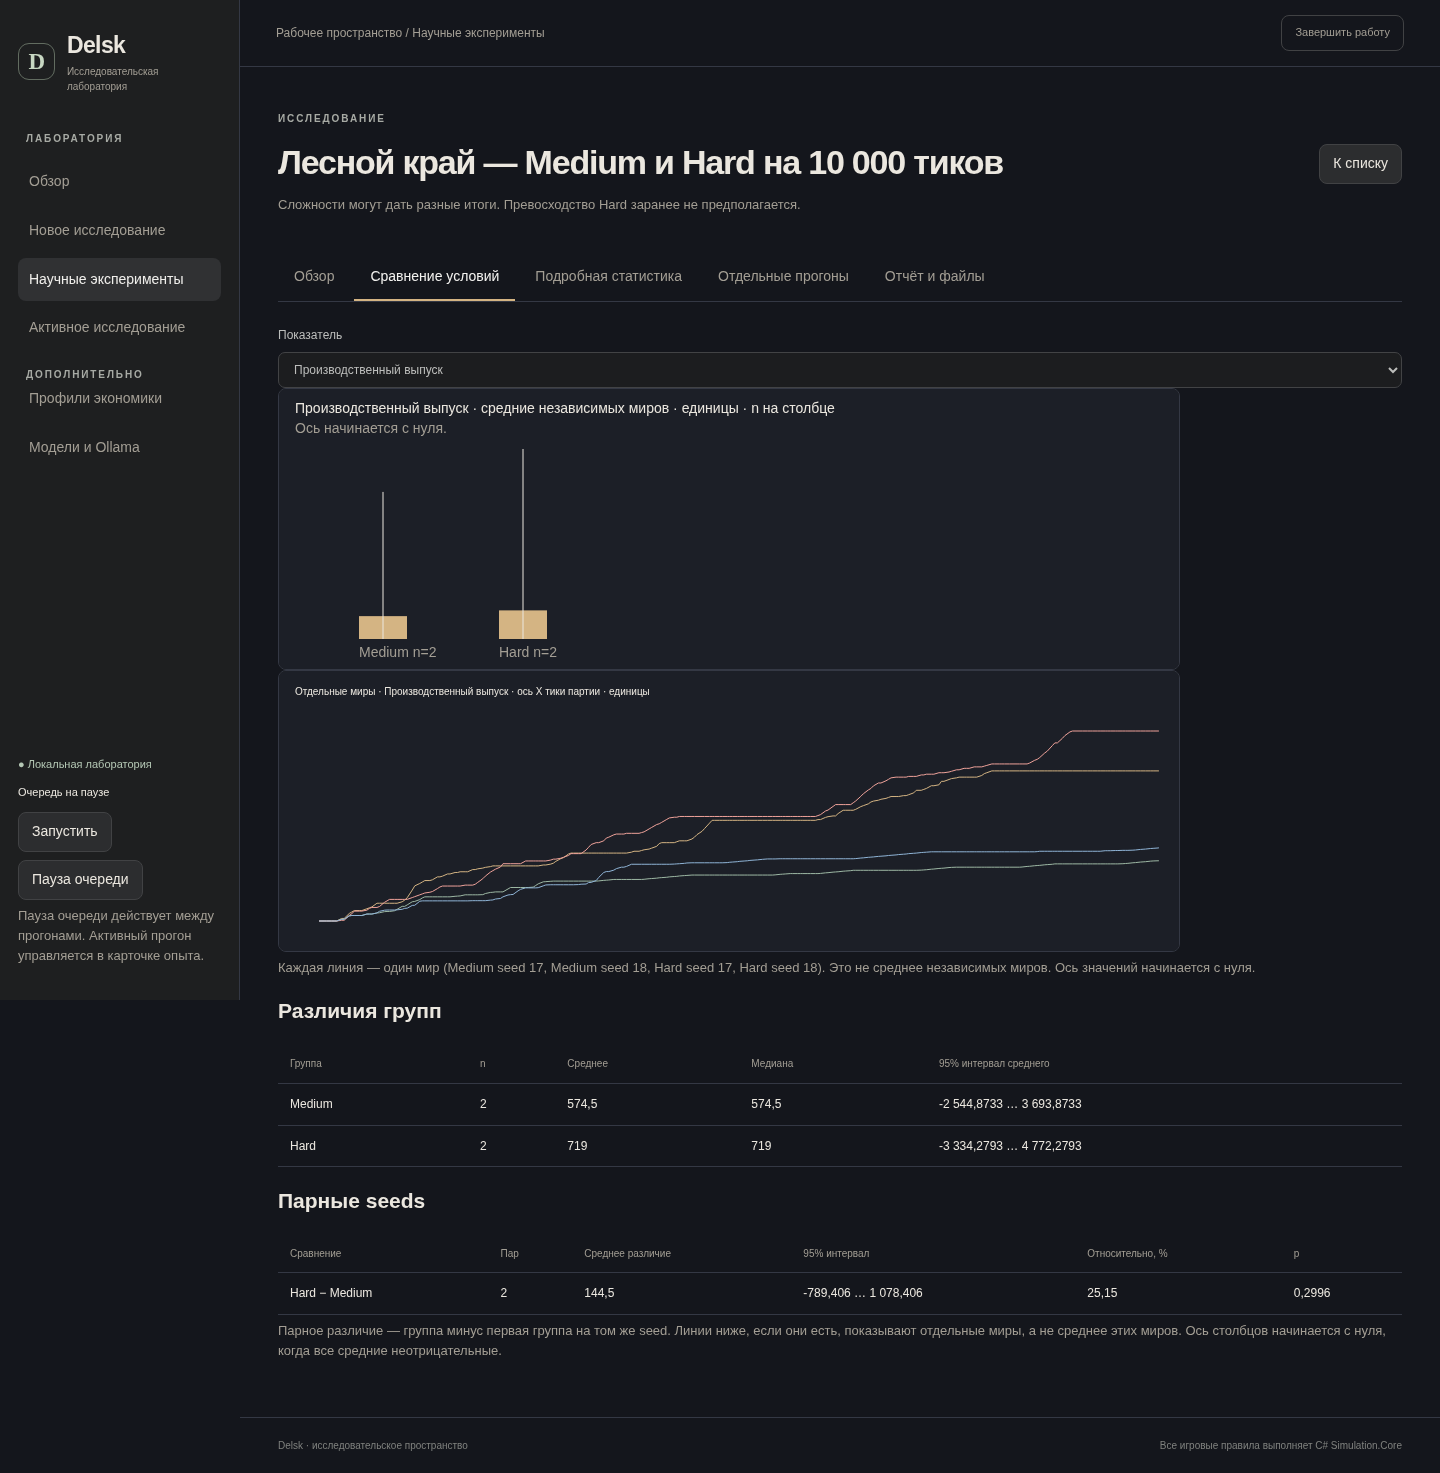 D
Delsk
Исследовательская
лаборатория
ЛАБОРАТОРИЯ
Обзор
Новое исследование
Научные эксперименты
Активное исследование
ДОПОЛНИТЕЛЬНО
Профили экономики
Модели и Ollama
● Локальная лаборатория
Очередь на паузе
Запустить
Пауза очереди
Пауза очереди действует между
прогонами. Активный прогон
управляется в карточке опыта.
Рабочее пространство / Научные эксперименты
Завершить работу
ИССЛЕДОВАНИЕ
Лесной край — Medium и Hard на 10 000 тиков
К списку
Сложности могут дать разные итоги. Превосходство Hard заранее не предполагается.
Обзор Сравнение условий Подробная статистика Отдельные прогоны Отчёт и файлы
Показатель
Производственный выпуск
Производственный выпуск · средние независимых миров · единицы · n на столбце
Ось начинается с нуля.
Medium n=2 Hard n=2
Отдельные миры · Производственный выпуск · ось X тики партии · единицы
Каждая линия — один мир (Medium seed 17, Medium seed 18, Hard seed 17, Hard seed 18). Это не среднее независимых миров. Ось значений начинается с нуля.
Различия групп
Группа n Среднее Медиана 95% интервал среднего
Medium 2 574,5 574,5 -2 544,8733 … 3 693,8733
Hard 2 719 719 -3 334,2793 … 4 772,2793
Парные seeds
Сравнение Пар Среднее различие 95% интервал Относительно, % p
Hard − Medium 2 144,5 -789,406 … 1 078,406 25,15 0,2996
Парное различие — группа минус первая группа на том же seed. Линии ниже, если они есть, показывают отдельные миры, а не среднее этих миров. Ось столбцов начинается с нуля,
когда все средние неотрицательные.
Delsk · исследовательское пространство
Все игровые правила выполняет C# Simulation.Core